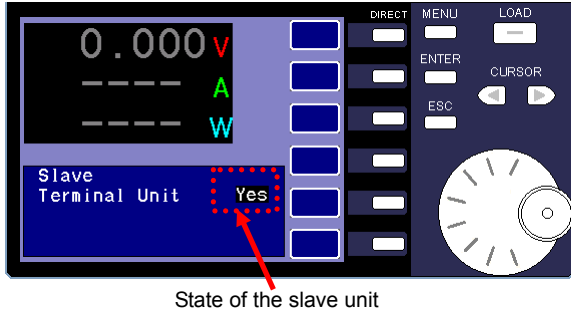 0.000 V
---- A
---- W
Slave
Terminal Unit Yes
DIRECT
MENU
LOAD
ENTER
CURSOR
ESC
State of the slave unit